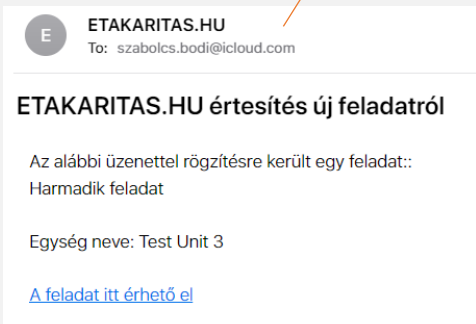 E
ETAKARITAS.HU
To: szabolcs.bodi@icloud.com
ETAKARITAS.HU értesítés új feladatról
Az alábbi üzenettel rögzítésre került egy feladat::
Harmadik feladat
Egység neve: Test Unit 3
A feladat itt érhető el